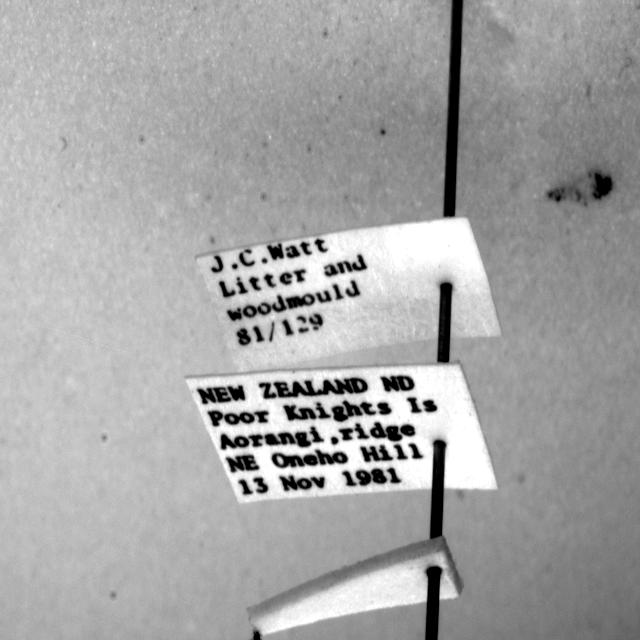 J.C.Watt
Litter and
woodmould
81/129
NEW ZEALAND ND
Poor Knights Is
Aorangi,ridge
NE Oneho Hill
13 Nov 1981